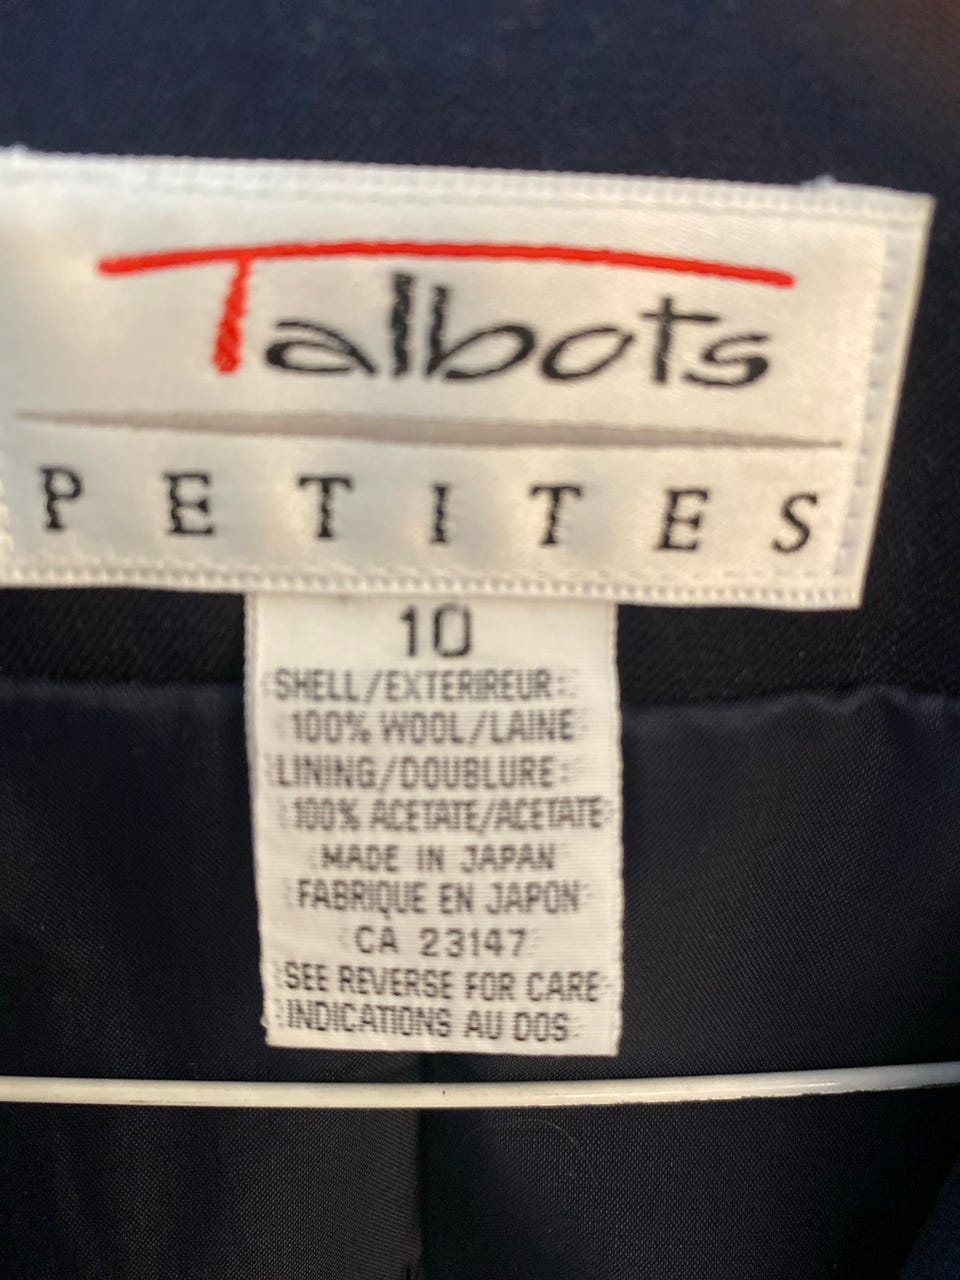 Talbots
PETITES
10
SHELL/EXTERIREUR:
100% WOOL/LAINE
LINING/DOUBLURE:
100% ACETATE/ACETATE
MADE IN JAPAN
FABRIQUE EN JAPON
CA 23147
SEE REVERSE FOR CARE
INDICATIONS AU DOS